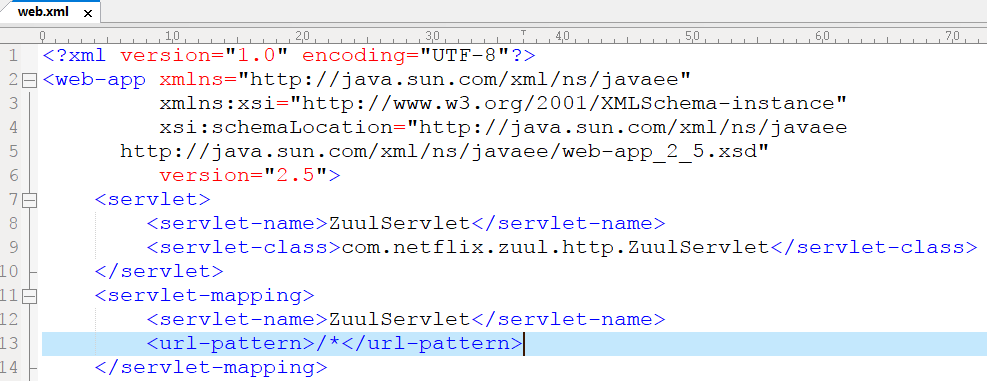 web.xml x
0 1,0 2,0 3,0 4,0 5,0 6,0 7,0
1 <?xml version="1.0" encoding="UTF-8"?>
2 <web-app xmlns="http://java.sun.com/xml/ns/javaee"
3 xmlns:xsi="http://www.w3.org/2001/XMLSchema-instance"
4 xsi:schemaLocation="http://java.sun.com/xml/ns/javaee
5 http://java.sun.com/xml/ns/javaee/web-app_2_5.xsd"
6 version="2.5">
7 <servlet>
8 <servlet-name>ZuulServlet</servlet-name>
9 <servlet-class>com.netflix.zuul.http.ZuulServlet</servlet-class>
10 </servlet>
11 <servlet-mapping>
12 <servlet-name>ZuulServlet</servlet-name>
13 <url-pattern>/*</url-pattern>
14 </servlet-mapping>